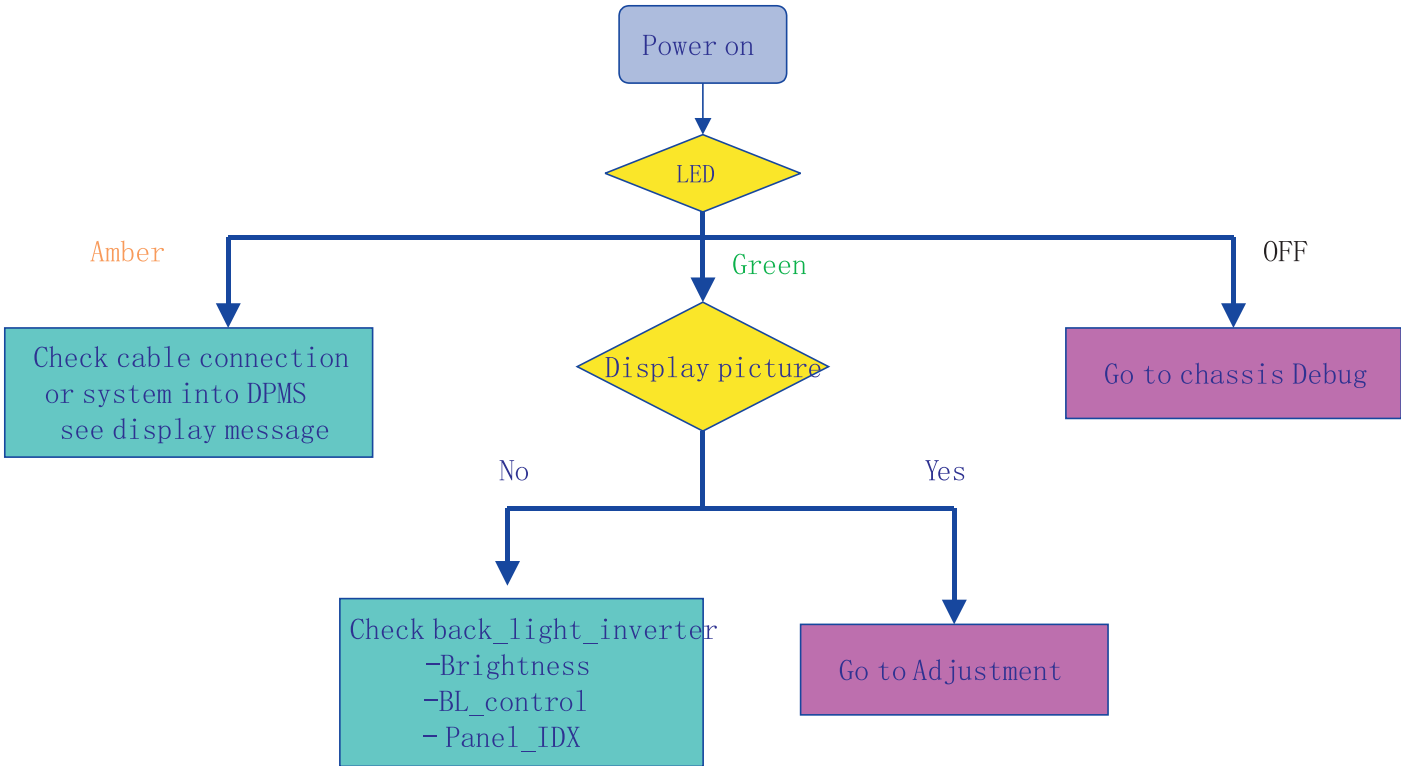 Power on
LED
Amber
Green
OFF
Check cable connection
or system into DPMS
see display message
Display picture
Go to chassis Debug
No
Yes
Check back_light_inverter
-Brightness
-BL_control
- Panel_IDX
Go to Adjustment